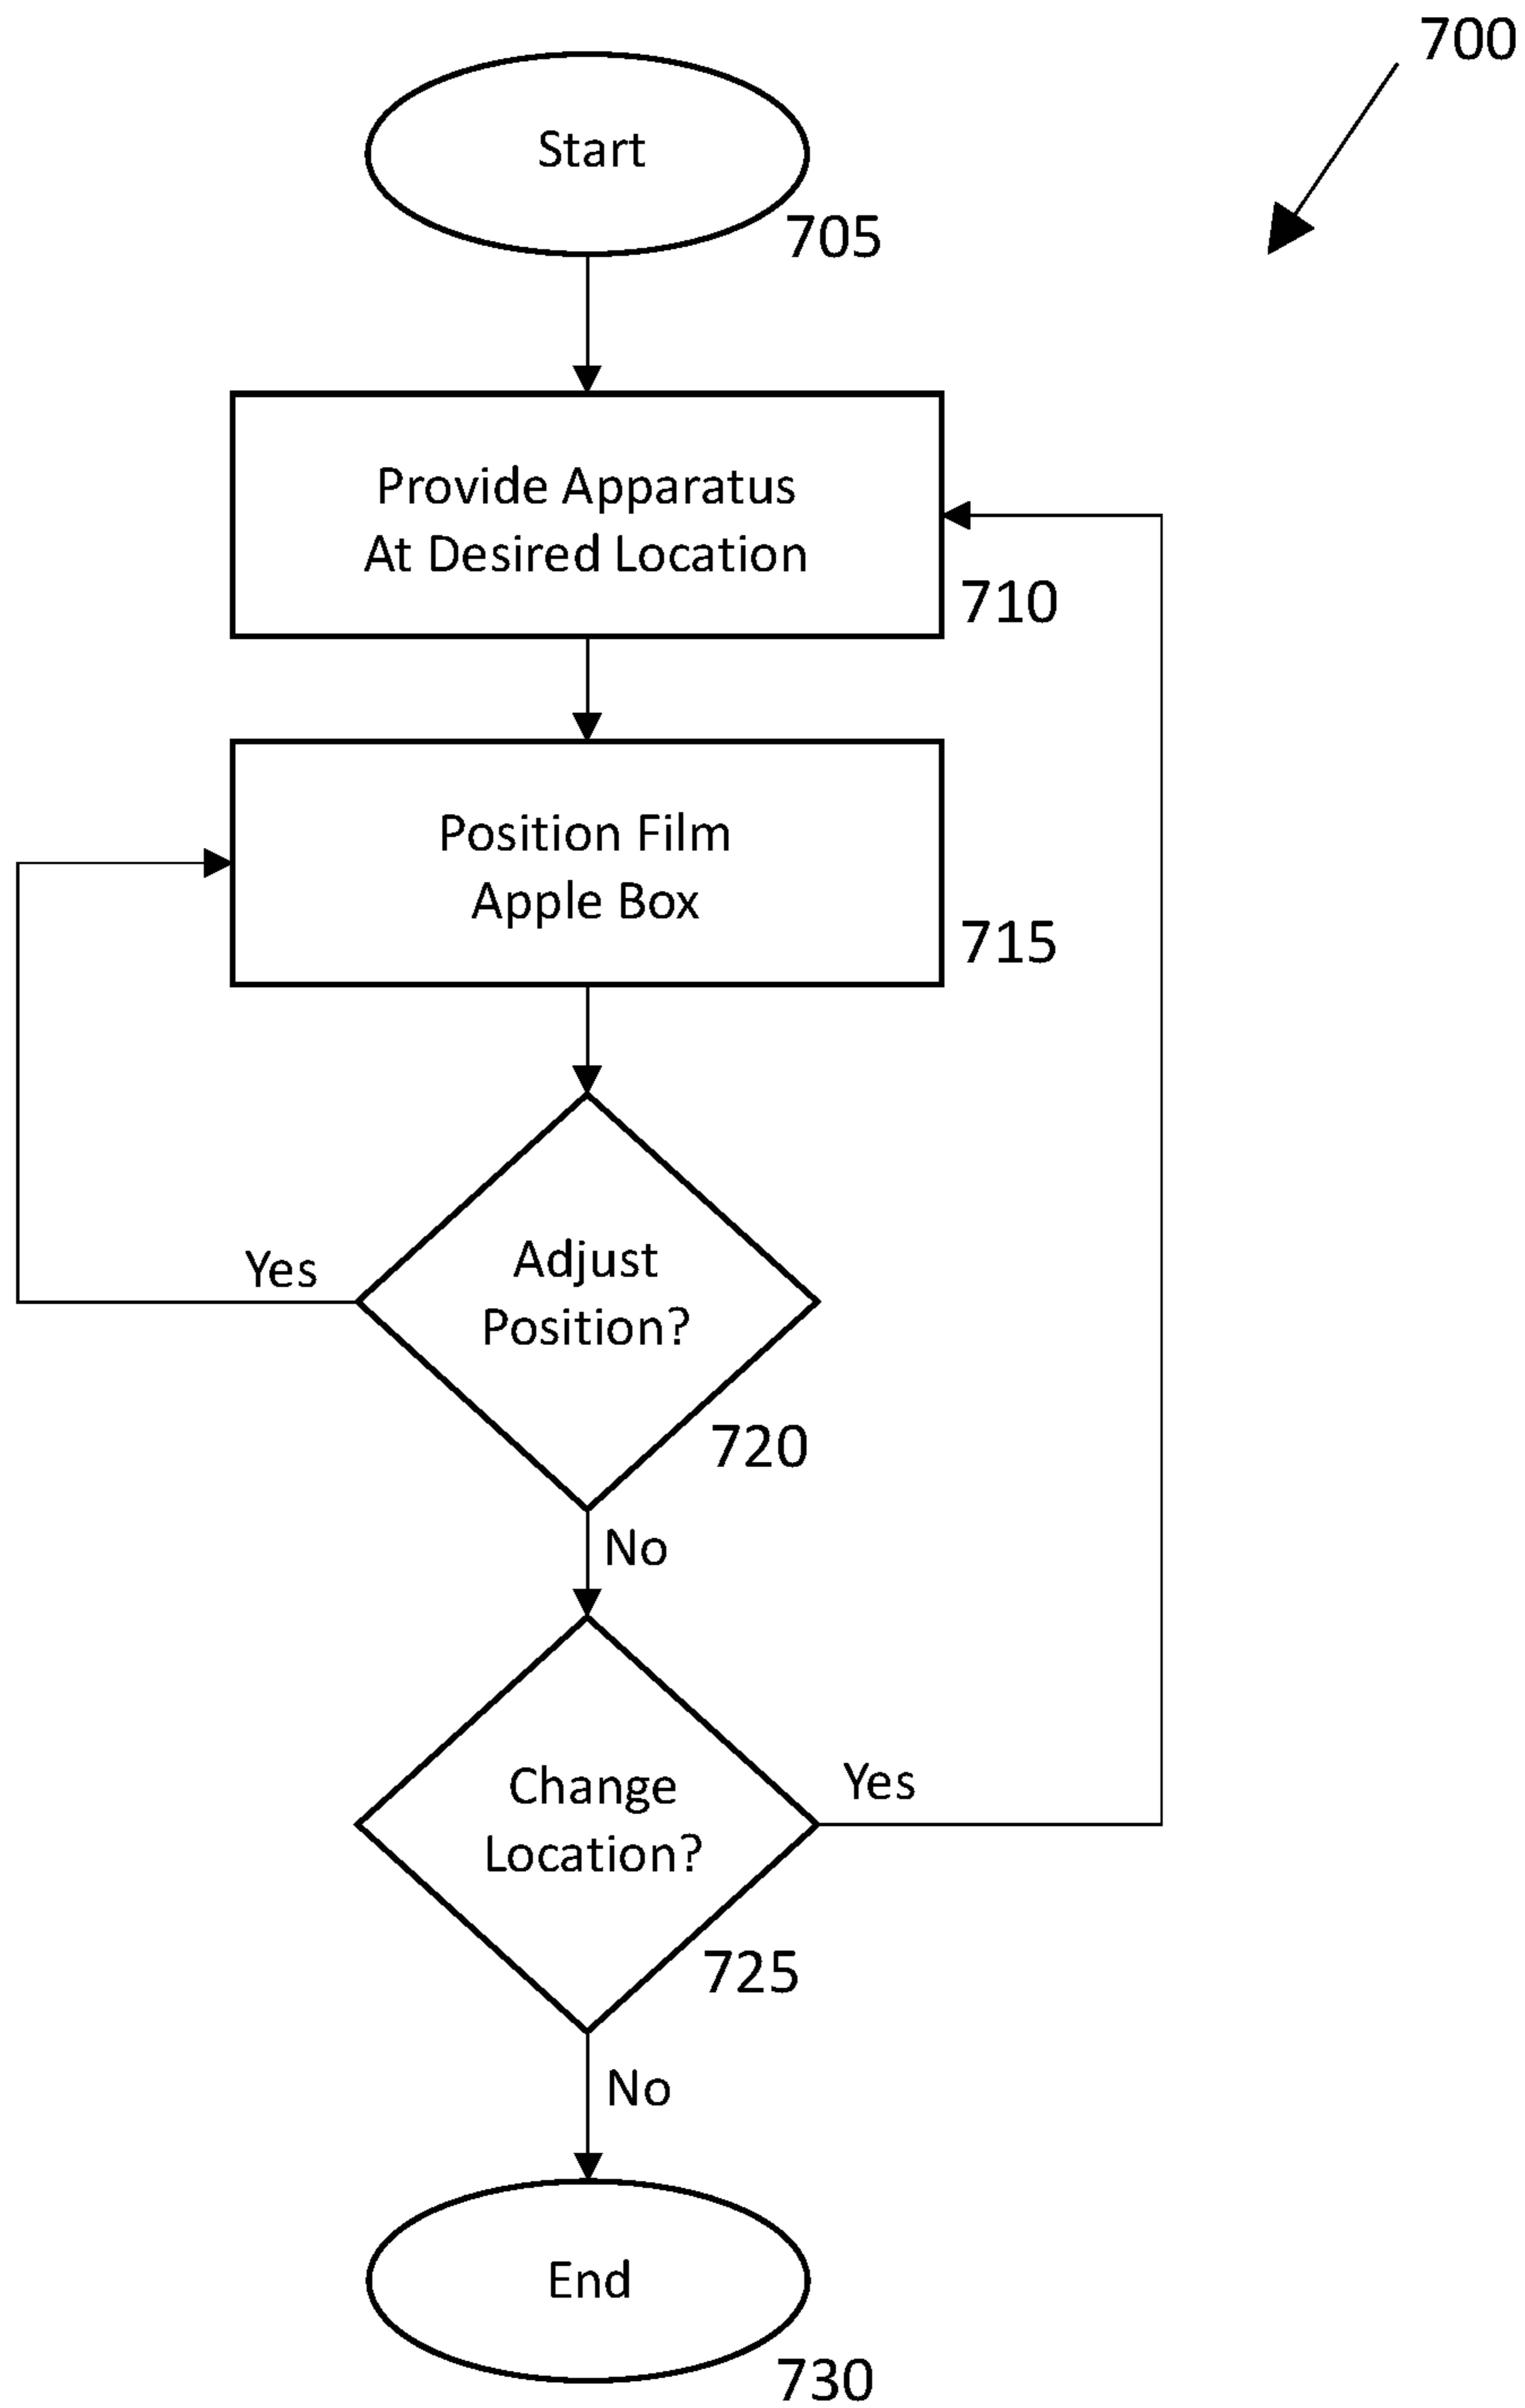 700
Start
705
Provide Apparatus
At Desired Location
710
Position Film
Apple Box
715
Yes
Adjust
Position?
720
No
Change
Location?
Yes
725
No
End
730